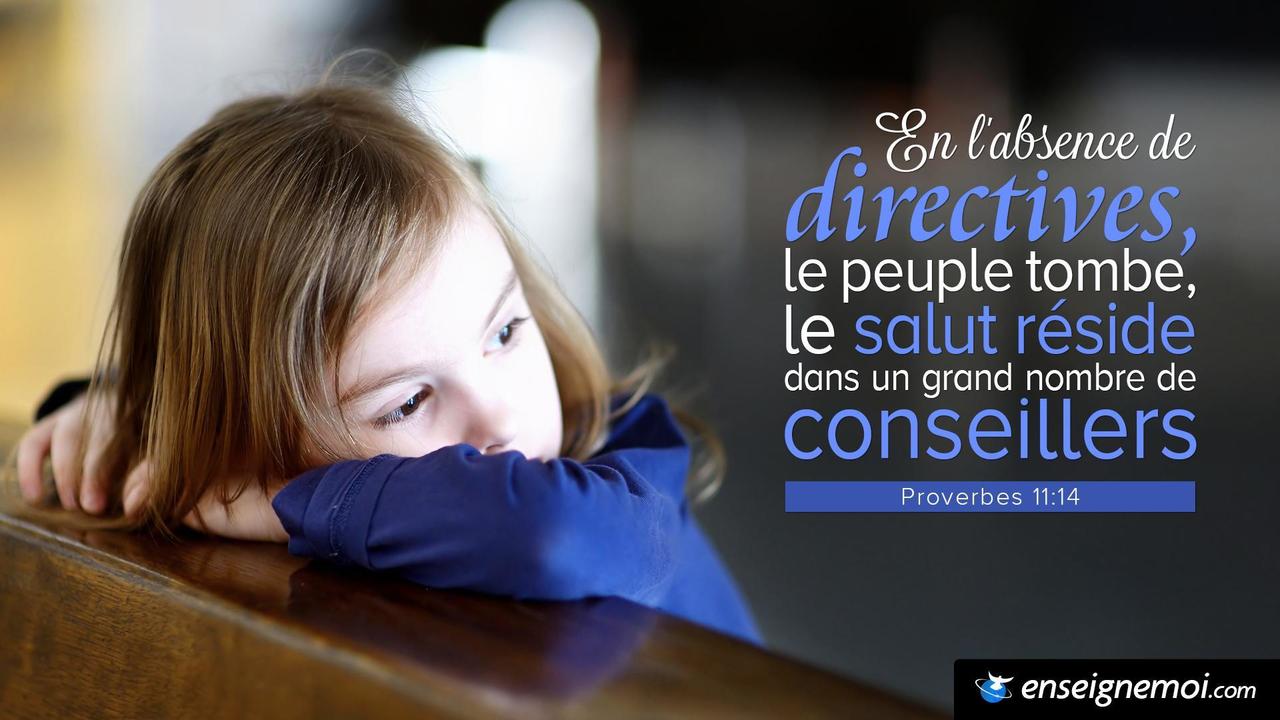 En l'absence de
directives,
le peuple tombe,
le salut réside
dans un grand nombre de
conseillers
Proverbes 11:14
enseignemoi.com